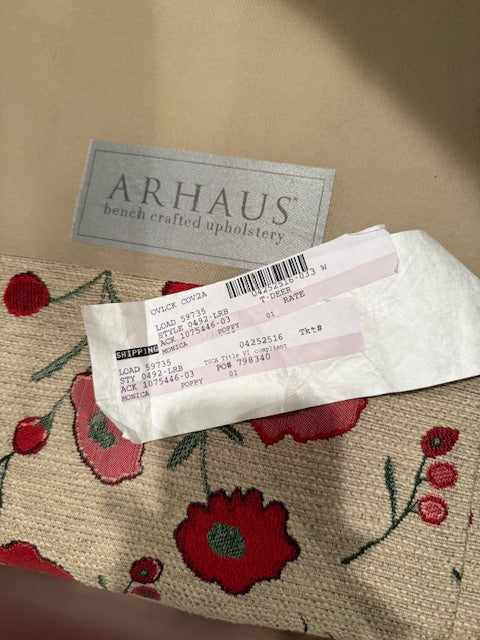 ARHAUS®
bench crafted upholstery
OVLCK COV2A
04252516-033 W
LOAD 59735
T-DEER
STYLE 0492-LRB
RATE
ACK 1075446-03
POPPY
01
SHIPPING
MONICA
LOAD 59735
04252516
Tkt#
STY 0492-LRB
TSCA Title VI compliant
ACK 1075446-03
PO# 798340
MONICA
POPPY
01